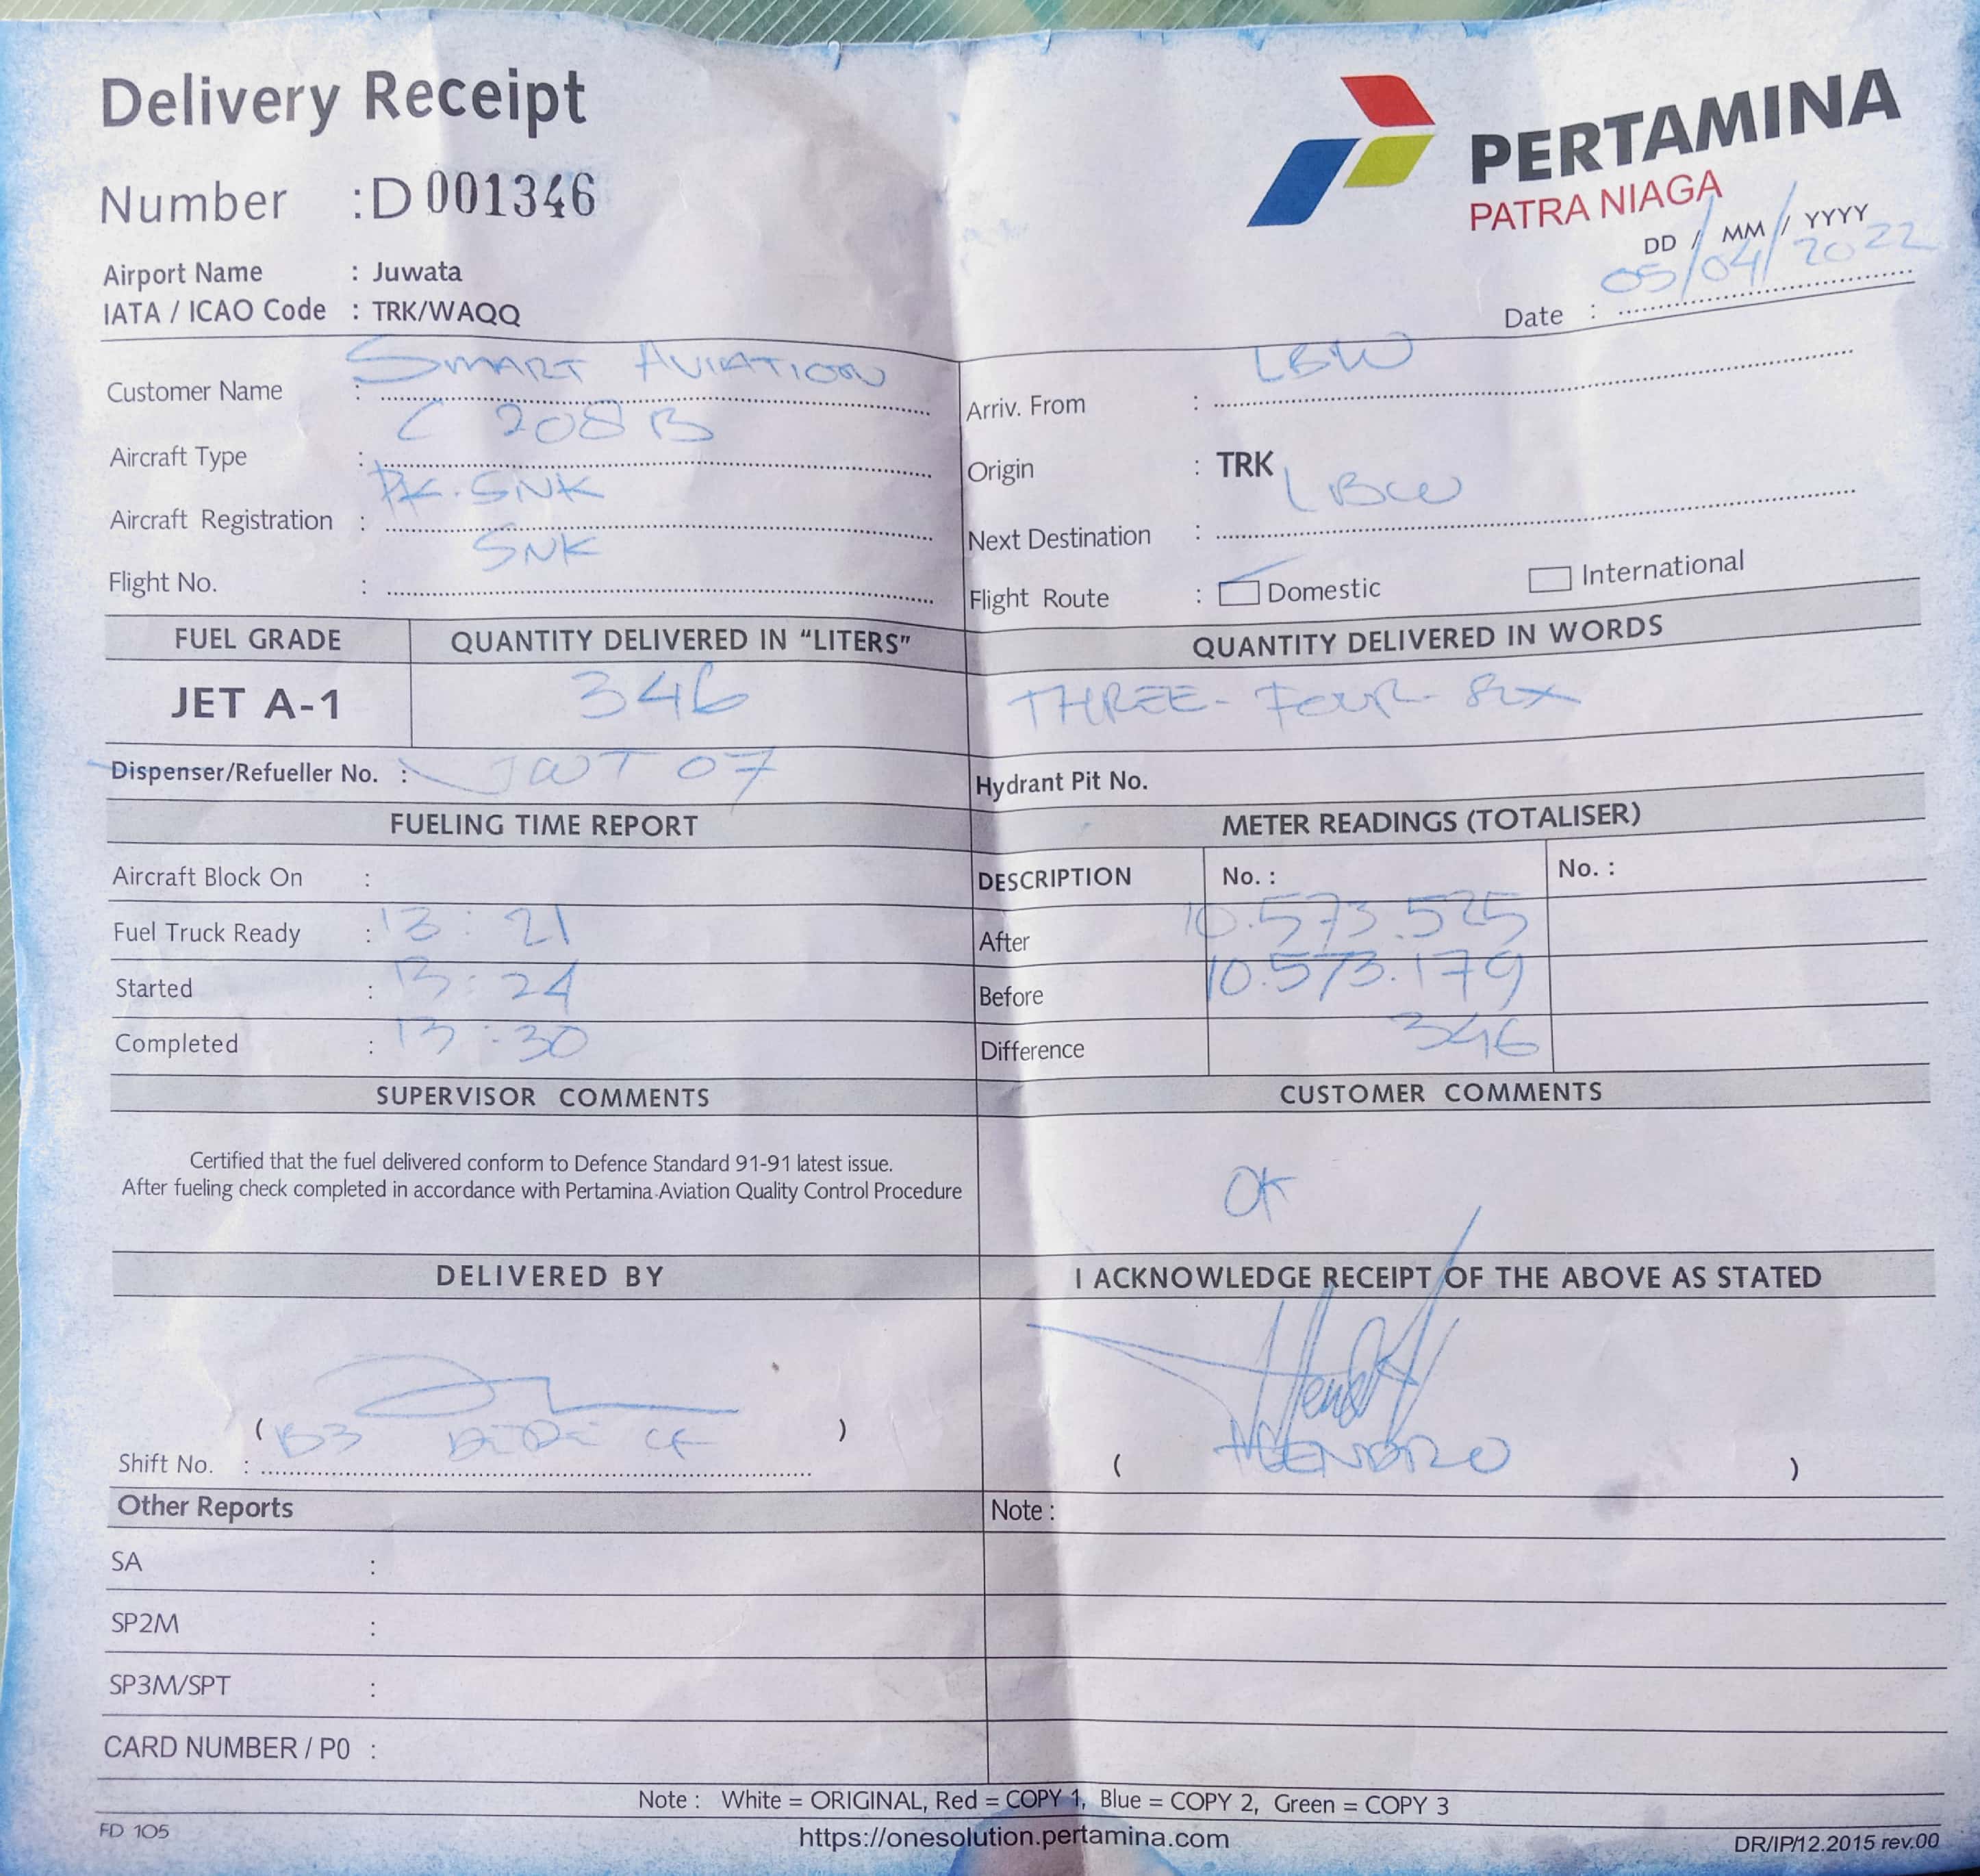 Delivery Receipt
PERTAMINA
PATRA NIAGA
Number : D 001346
DD / MM / YYYY
Date : 05/04/2022
Airport Name : Juwata
IATA / ICAO Code : TRK/WAQQ
Customer Name : SMART AVIATION
Aircraft Type : C 208 B
Aircraft Registration : PK-SNK
Flight No. : SNK
Arriv. From : LBW
Origin : TRK
Next Destination : LBW
Flight Route : Domestic International
FUEL GRADE QUANTITY DELIVERED IN "LITERS" QUANTITY DELIVERED IN WORDS
JET A-1 346 THREE - FOUR - SIX
Dispenser/Refueller No. : JWT 07 Hydrant Pit No.
FUELING TIME REPORT
Aircraft Block On :
Fuel Truck Ready : 13 : 21
Started : 13 : 24
Completed : 13 : 30
METER READINGS (TOTALISER)
DESCRIPTION No. : No. :
After 10.573.525
Before 10.573.179
Difference 346
SUPERVISOR COMMENTS
Certified that the fuel delivered conform to Defence Standard 91-91 latest issue.
After fueling check completed in accordance with Pertamina Aviation Quality Control Procedure
CUSTOMER COMMENTS
OK
DELIVERED BY
( )
Shift No. : B3 DEDE
I ACKNOWLEDGE RECEIPT OF THE ABOVE AS STATED
( HENDRO )
Other Reports
SA :
SP2M :
SP3M/SPT :
CARD NUMBER / P0 :
Note :
Note : White = ORIGINAL, Red = COPY 1, Blue = COPY 2, Green = COPY 3
FD 105
https://onesolution.pertamina.com
DR/IP/12.2015 rev.00